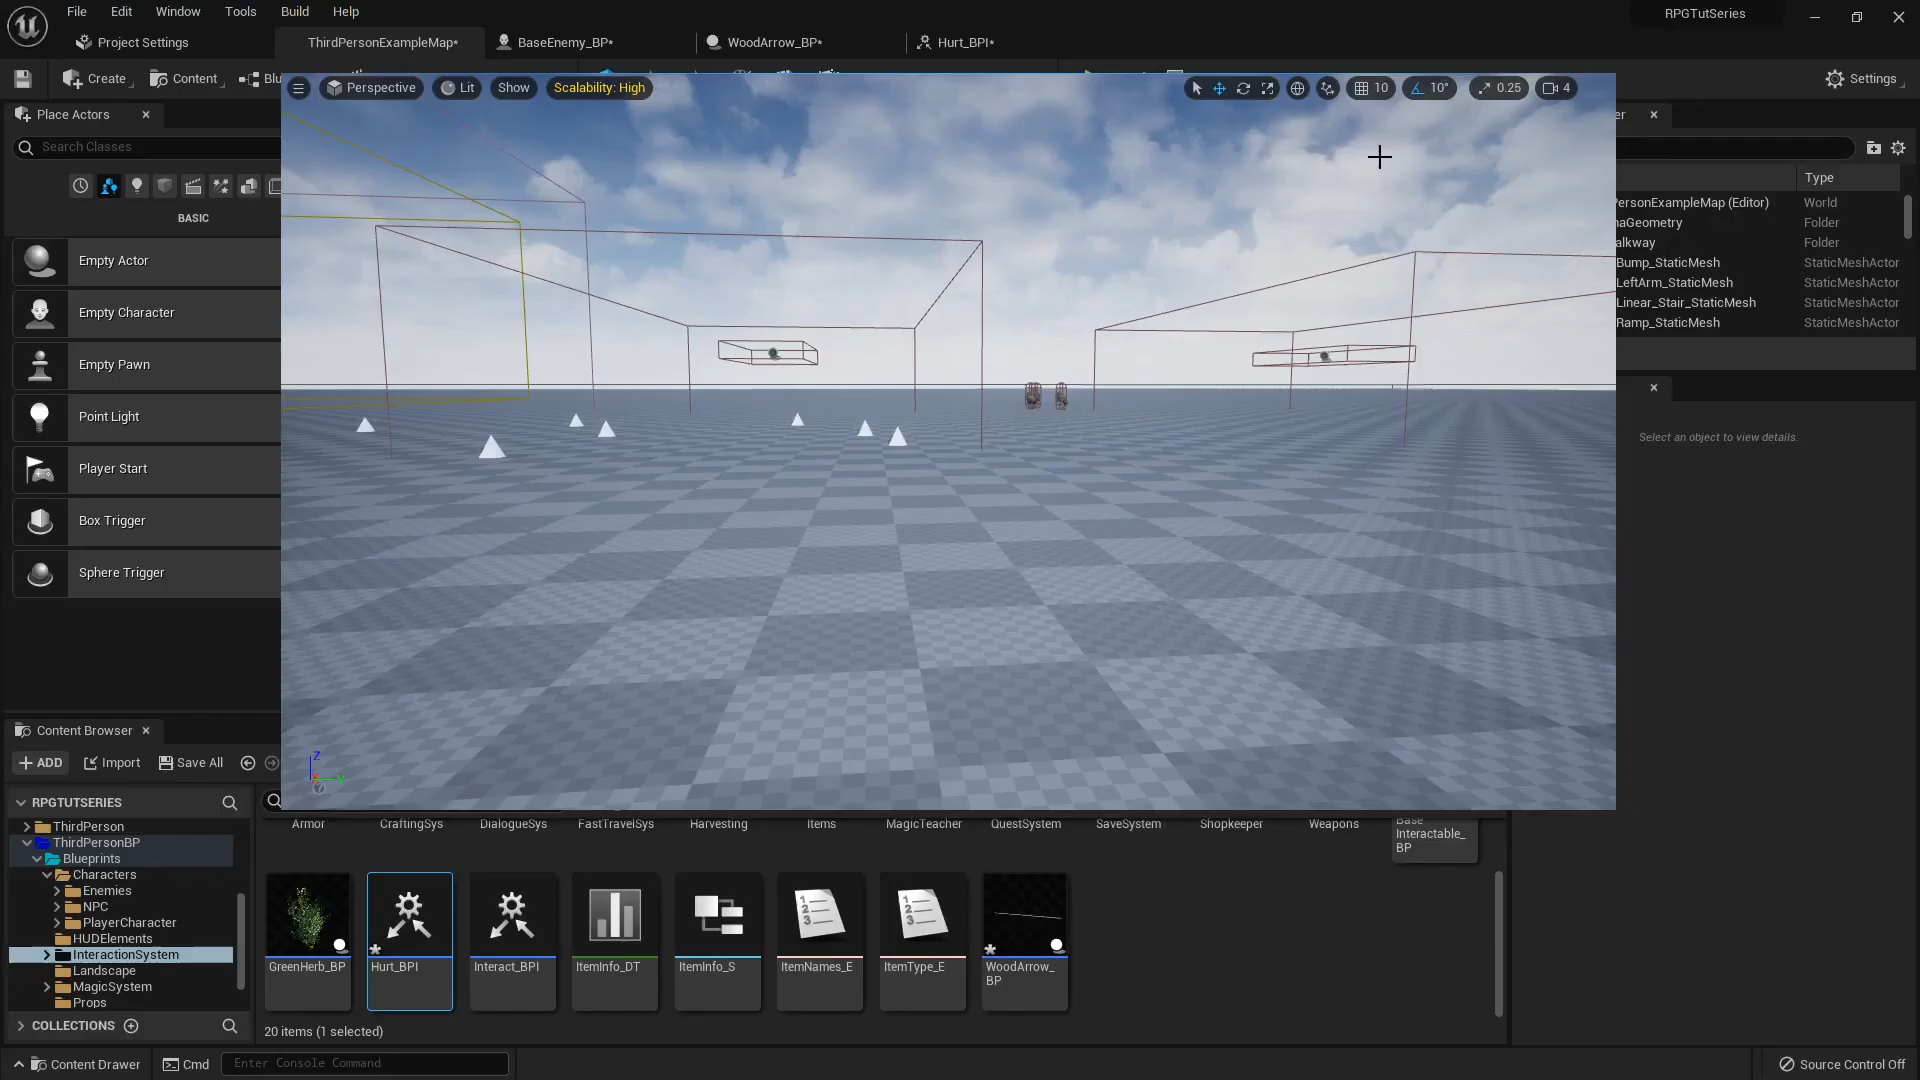 File Edit Window Tools Build Help
RPGTutSeries
Project Settings
ThirdPersonExampleMap*
BaseEnemy_BP*
WoodArrow_BP*
Hurt_BPI*
Create
Content
Blu
Settings
Place Actors
Search Classes
BASIC
Empty Actor
Empty Character
Empty Pawn
Point Light
Player Start
Box Trigger
Sphere Trigger
Perspective
Lit
Show
Scalability: High
10
10°
0.25
4
Z
er
Type
PersonExampleMap (Editor) World
naGeometry Folder
alkway Folder
Bump_StaticMesh StaticMeshActor
LeftArm_StaticMesh StaticMeshActor
Linear_Stair_StaticMesh StaticMeshActor
Ramp_StaticMesh StaticMeshActor
Select an object to view details.
Content Browser
ADD
Import
Save All
RPGTUTSERIES
ThirdPerson
ThirdPersonBP
Blueprints
Characters
Enemies
NPC
PlayerCharacter
HUDElements
InteractionSystem
Landscape
MagicSystem
Props
COLLECTIONS
Armor
CraftingSys
DialogueSys
FastTravelSys
Harvesting
Items
MagicTeacher
QuestSystem
SaveSystem
Shopkeeper
Weapons
Base
Interactable_
BP
GreenHerb_BP
Hurt_BPI
Interact_BPI
ItemInfo_DT
ItemInfo_S
ItemNames_E
ItemType_E
WoodArrow_
BP
20 items (1 selected)
Content Drawer
Cmd
Enter Console Command
Source Control Off